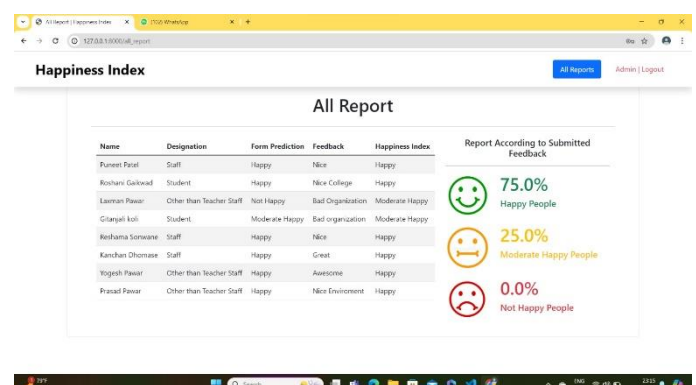 All Report | Happiness Index
(102) WhatsApp
127.0.0.1:8000/all_report
Happiness Index
All Reports
Admin | Logout
All Report
Name Designation Form Prediction Feedback Happiness Index
Puneet Patel Staff Happy Nice Happy
Roshani Gaikwad Student Happy Nice College Happy
Laxman Pawar Other than Teacher Staff Not Happy Bad Organization Moderate Happy
Gitanjali koli Student Moderate Happy Bad organization Moderate Happy
Reshama Sonwane Staff Happy Nice Happy
Kanchan Dhomase Staff Happy Great Happy
Yogesh Pawar Other than Teacher Staff Happy Awesome Happy
Prasad Pawar Other than Teacher Staff Happy Nice Enviroment Happy
Report According to Submitted
Feedback
75.0%
Happy People
25.0%
Moderate Happy People
0.0%
Not Happy People
Search
ENG
23:15